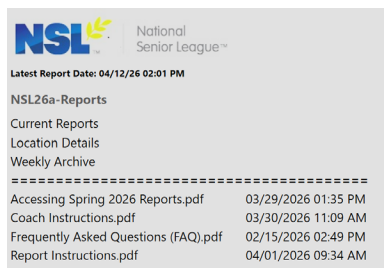 NSL National
Senior League™
Latest Report Date: 04/12/26 02:01 PM
NSL26a-Reports
Current Reports
Location Details
Weekly Archive
========================================
Accessing Spring 2026 Reports.pdf 03/29/2026 01:35 PM
Coach Instructions.pdf 03/30/2026 11:09 AM
Frequently Asked Questions (FAQ).pdf 02/15/2026 02:49 PM
Report Instructions.pdf 04/01/2026 09:34 AM